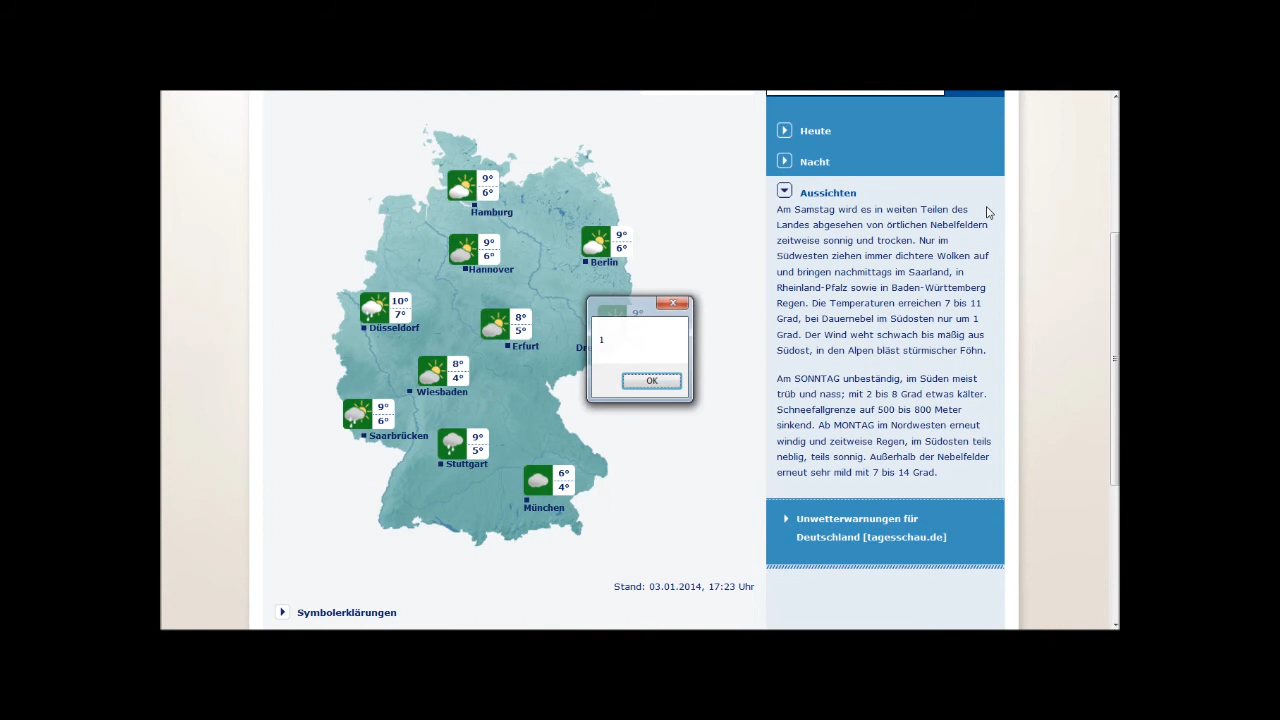 9°
6°
Hamburg
9°
6°
Hannover
9°
6°
Berlin
10°
7°
Düsseldorf
8°
5°
Erfurt
9°
1
OK
8°
4°
Wiesbaden
9°
6°
Saarbrücken
9°
5°
Stuttgart
6°
4°
München
Stand: 03.01.2014, 17:23 Uhr
Symbolerklärungen
Heute
Nacht
Aussichten
Am Samstag wird es in weiten Teilen des
Landes abgesehen von örtlichen Nebelfeldern
zeitweise sonnig und trocken. Nur im
Südwesten ziehen immer dichtere Wolken auf
und bringen nachmittags im Saarland, in
Rheinland-Pfalz sowie in Baden-Württemberg
Regen. Die Temperaturen erreichen 7 bis 11
Grad, bei Dauernebel im Südosten nur um 1
Grad. Der Wind weht schwach bis mäßig aus
Südost, in den Alpen bläst stürmischer Föhn.
Am SONNTAG unbeständig, im Süden meist
trüb und nass; mit 2 bis 8 Grad etwas kälter.
Schneefallgrenze auf 500 bis 800 Meter
sinkend. Ab MONTAG im Nordwesten erneut
windig und zeitweise Regen, im Südosten teils
neblig, teils sonnig. Außerhalb der Nebelfelder
erneut sehr mild mit 7 bis 14 Grad.
Unwetterwarnungen für
Deutschland [tagesschau.de]